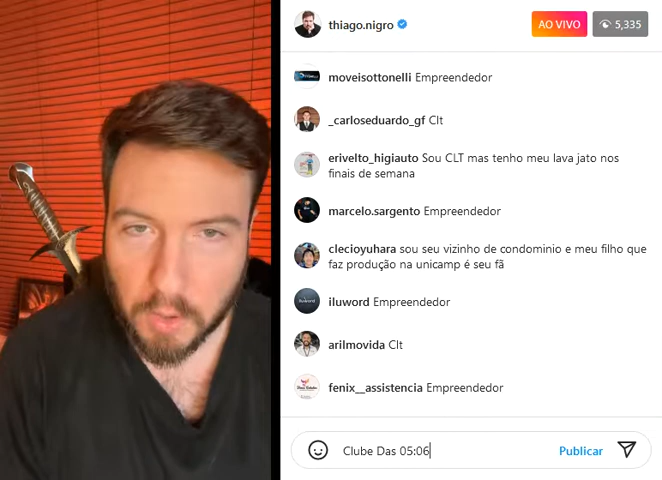 thiago.nigro
AO VIVO
5,335
moveisottonelli Empreendedor
_carloseduardo_gf Clt
erivelto_higiauto Sou CLT mas tenho meu lava jato nos
finais de semana
marcelo.sargento Empreendedor
clecioyuhara sou seu vizinho de condominio e meu filho que
faz produção na unicamp é seu fã
iluword Empreendedor
arilmovida Clt
fenix__assistencia Empreendedor
Clube Das 05:06
Publicar